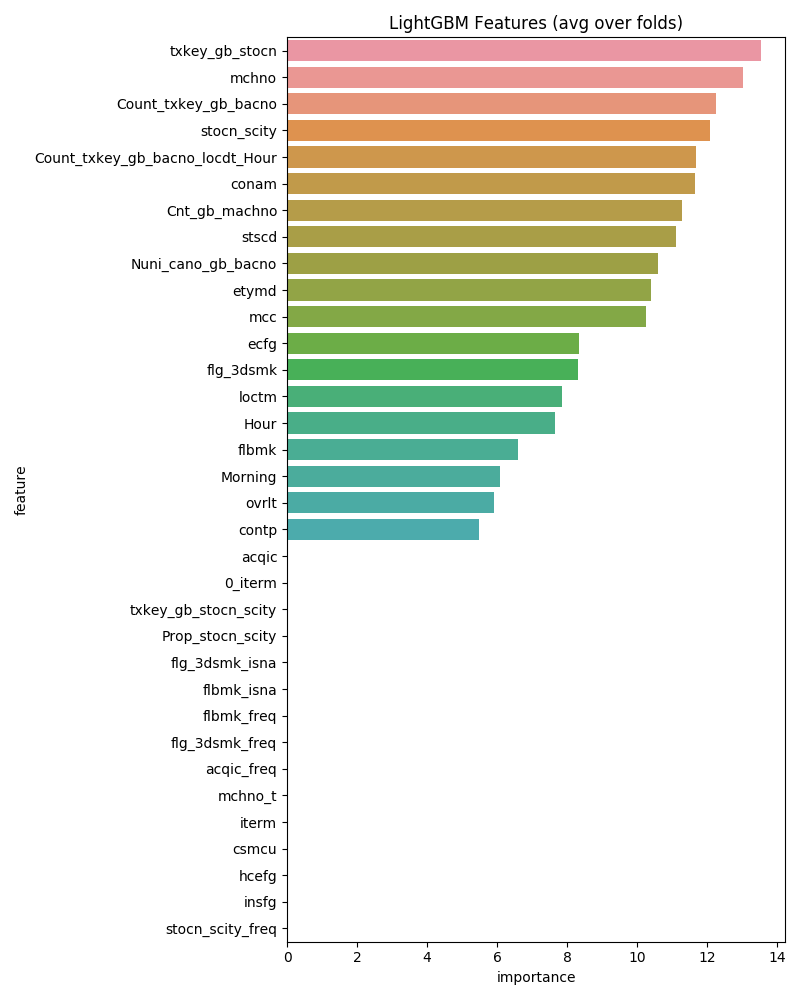 LightGBM Features (avg over folds)
txkey_gb_stocn
mchno
Count_txkey_gb_bacno
stocn_scity
Count_txkey_gb_bacno_locdt_Hour
conam
Cnt_gb_machno
stscd
Nuni_cano_gb_bacno
etymd
mcc
ecfg
flg_3dsmk
loctm
Hour
flbmk
Morning
ovrlt
contp
acqic
0_iterm
txkey_gb_stocn_scity
Prop_stocn_scity
flg_3dsmk_isna
flbmk_isna
flbmk_freq
flg_3dsmk_freq
acqic_freq
mchno_t
iterm
csmcu
hcefg
insfg
stocn_scity_freq
feature
0 2 4 6 8 10 12 14
importance